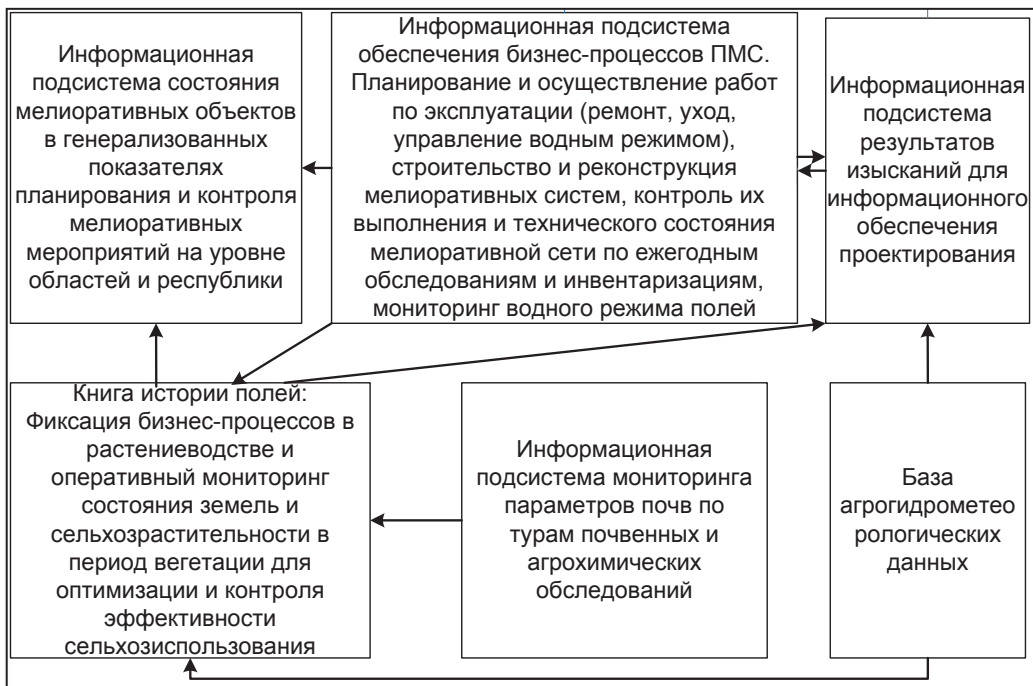 Информационная
подсистема состояния
мелиоративных объектов
в генерализованных
показателях
планирования и контроля
мелиоративных
мероприятий на уровне
областей и республики
Информационная подсистема
обеспечения бизнес-процессов ПМС.
Планирование и осуществление работ
по эксплуатации (ремонт, уход,
управление водным режимом),
строительство и реконструкция
мелиоративных систем, контроль их
выполнения и технического состояния
мелиоративной сети по ежегодным
обследованиям и инвентаризациям,
мониторинг водного режима полей
Информационная
подсистема
результатов
изысканий для
информационного
обеспечения
проектирования
Книга истории полей:
Фиксация бизнес-процессов в
растениеводстве и
оперативный мониторинг
состояния земель и
сельхозрастительности в
период вегетации для
оптимизации и контроля
эффективности
сельхозиспользования
Информационная
подсистема мониторинга
параметров почв по
турам почвенных и
агрохимических
обследований
База
агрогидрометео
рологических
данных